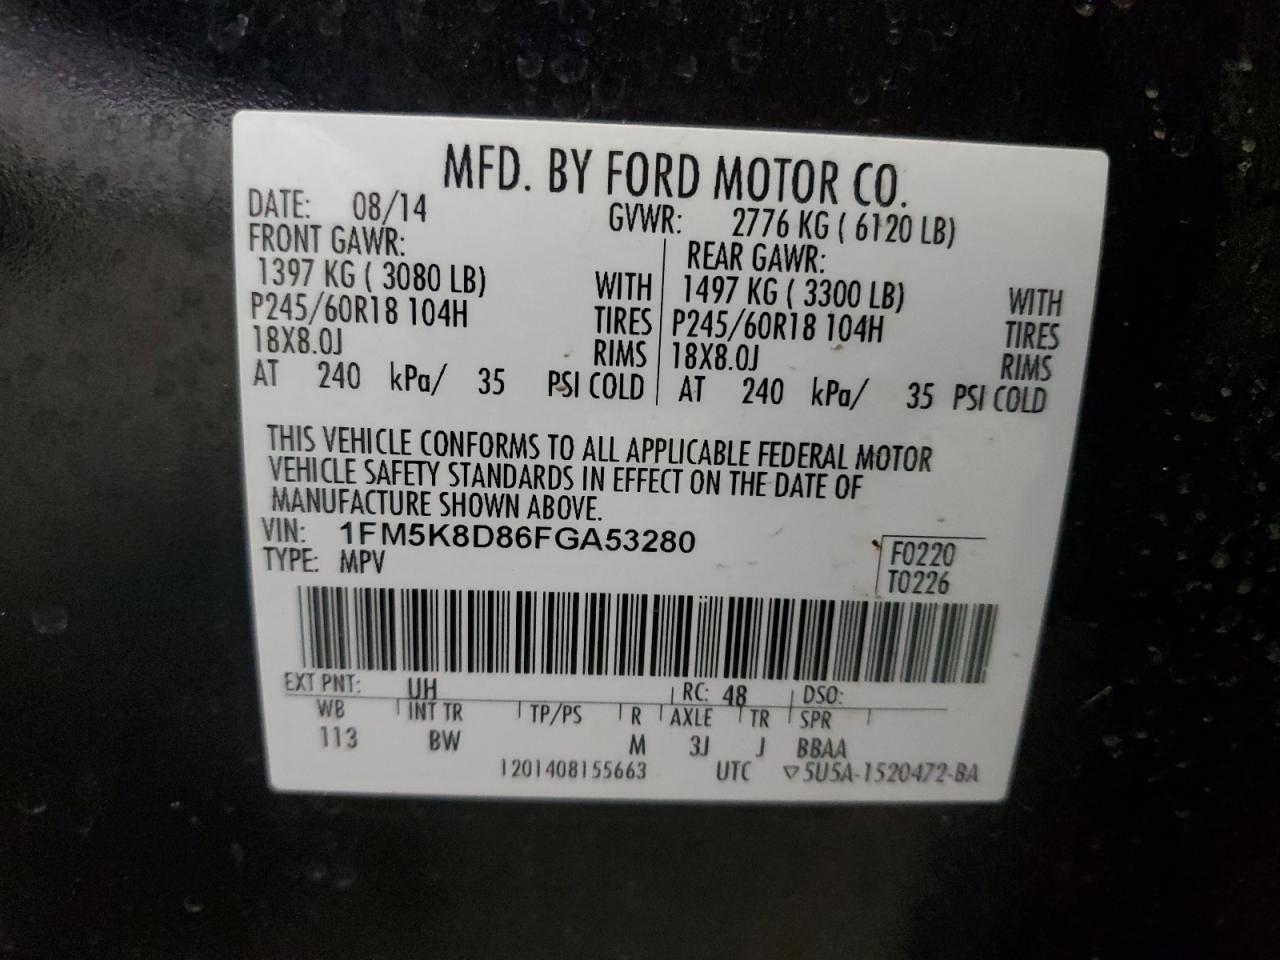 MFD. BY FORD MOTOR CO.
DATE: 08/14 GVWR: 2776 KG ( 6120 LB)
FRONT GAWR: REAR GAWR:
1397 KG ( 3080 LB) WITH 1497 KG ( 3300 LB) WITH
P245/60R18 104H TIRES P245/60R18 104H TIRES
18X8.0J RIMS 18X8.0J RIMS
AT 240 kPa/ 35 PSI COLD AT 240 kPa/ 35 PSI COLD
THIS VEHICLE CONFORMS TO ALL APPLICABLE FEDERAL MOTOR
VEHICLE SAFETY STANDARDS IN EFFECT ON THE DATE OF
MANUFACTURE SHOWN ABOVE.
VIN: 1FM5K8D86FGA53280
TYPE: MPV
F0220
T0226
EXT PNT: UH RC: 48 DSO:
WB INT TR TP/PS R AXLE TR SPR
113 BW M 3J J BBAA
1201408155663 UTC ▽5U5A-1520472-BA